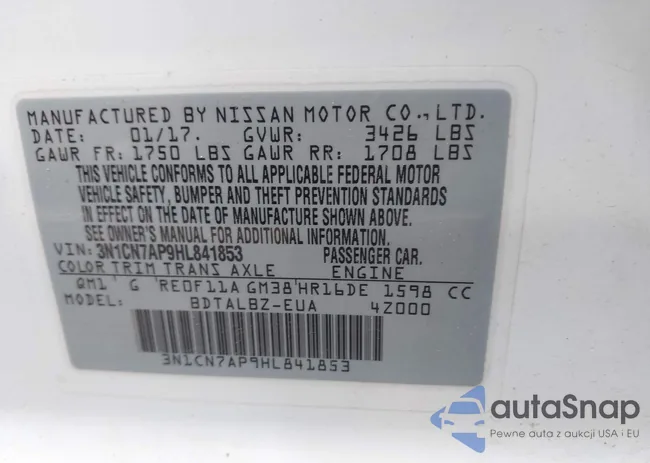 MANUFACTURED BY NISSAN MOTOR CO.,LTD.
DATE: 01/17. GVWR: 3426 LBS
GAWR FR: 1750 LBS GAWR RR: 1708 LBS
THIS VEHICLE CONFORMS TO ALL APPLICABLE FEDERAL MOTOR
VEHICLE SAFETY, BUMPER AND THEFT PREVENTION STANDARDS
IN EFFECT ON THE DATE OF MANUFACTURE SHOWN ABOVE.
SEE OWNER'S MANUAL FOR ADDITIONAL INFORMATION.
VIN: 3N1CN7AP9HL841853 PASSENGER CAR.
COLOR TRIM TRANS AXLE ENGINE
QM1 G RE0F11A GM38 HR16DE 1598 CC
MODEL: BDTALBZ-EUA 4Z000
3N1CN7AP9HL841853
autoSnap
Pewne auta z aukcji USA i EU